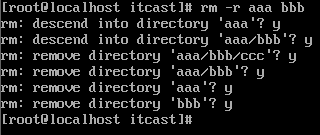 [root@localhost itcast]# rm -r aaa bbb
rm: descend into directory 'aaa'? y
rm: descend into directory 'aaa/bbb'? y
rm: remove directory 'aaa/bbb/ccc'? y
rm: remove directory 'aaa/bbb'? y
rm: remove directory 'aaa'? y
rm: remove directory 'bbb'? y
[root@localhost itcast]#